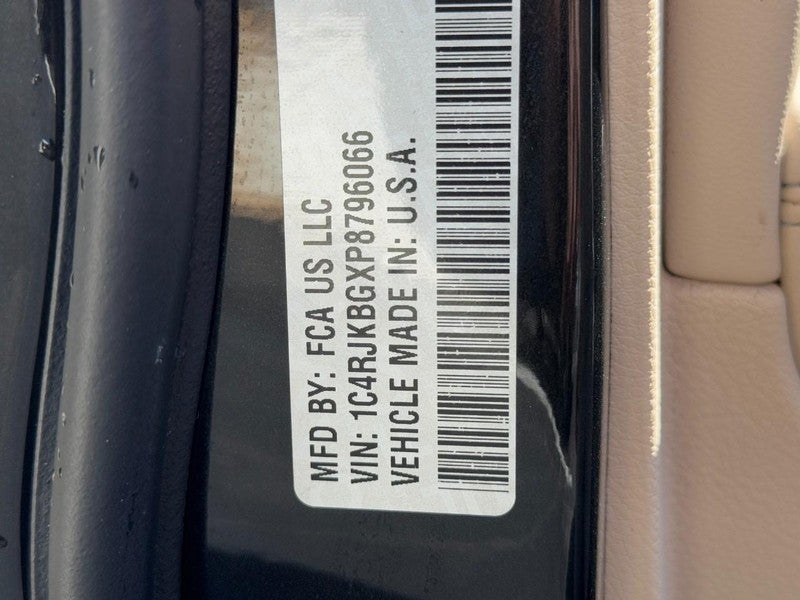 MFD BY: FCA US LLC
VIN: 1C4RJKBGXP8796066
VEHICLE MADE IN: U.S.A.